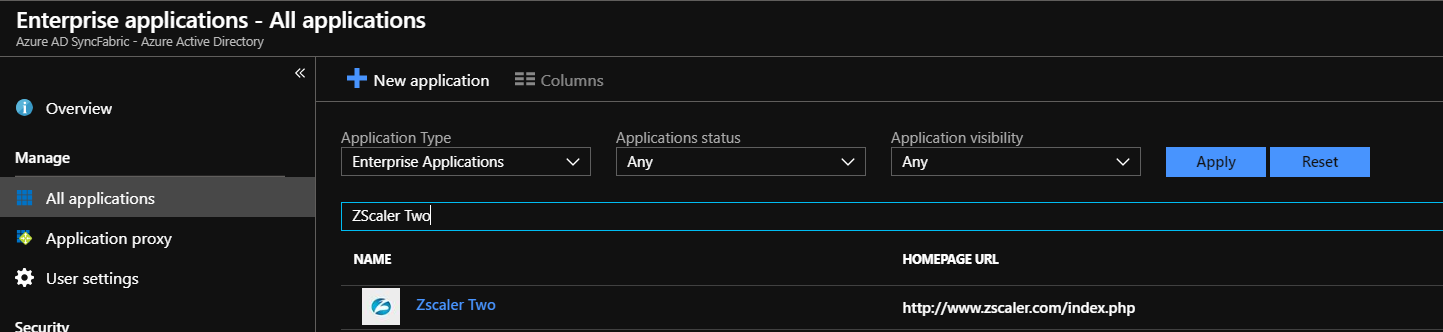 Enterprise applications - All applications
Azure AD SyncFabric - Azure Active Directory
«
Overview
Manage
All applications
Application proxy
User settings
Security
New application
Columns
Application Type
Applications status
Application visibility
Enterprise Applications
Any
Any
Apply
Reset
ZScaler Two
NAME
HOMEPAGE URL
Zscaler Two
http://www.zscaler.com/index.php